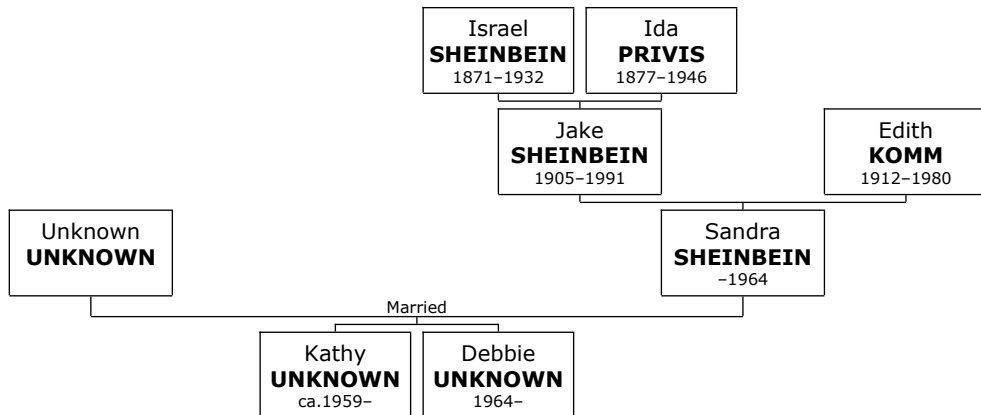 Israel
SHEINBEIN
1871–1932
Ida
PRIVIS
1877–1946
Jake
SHEINBEIN
1905–1991
Edith
KOMM
1912–1980
Unknown
UNKNOWN
Sandra
SHEINBEIN
–1964
Married
Kathy
UNKNOWN
ca.1959–
Debbie
UNKNOWN
1964–